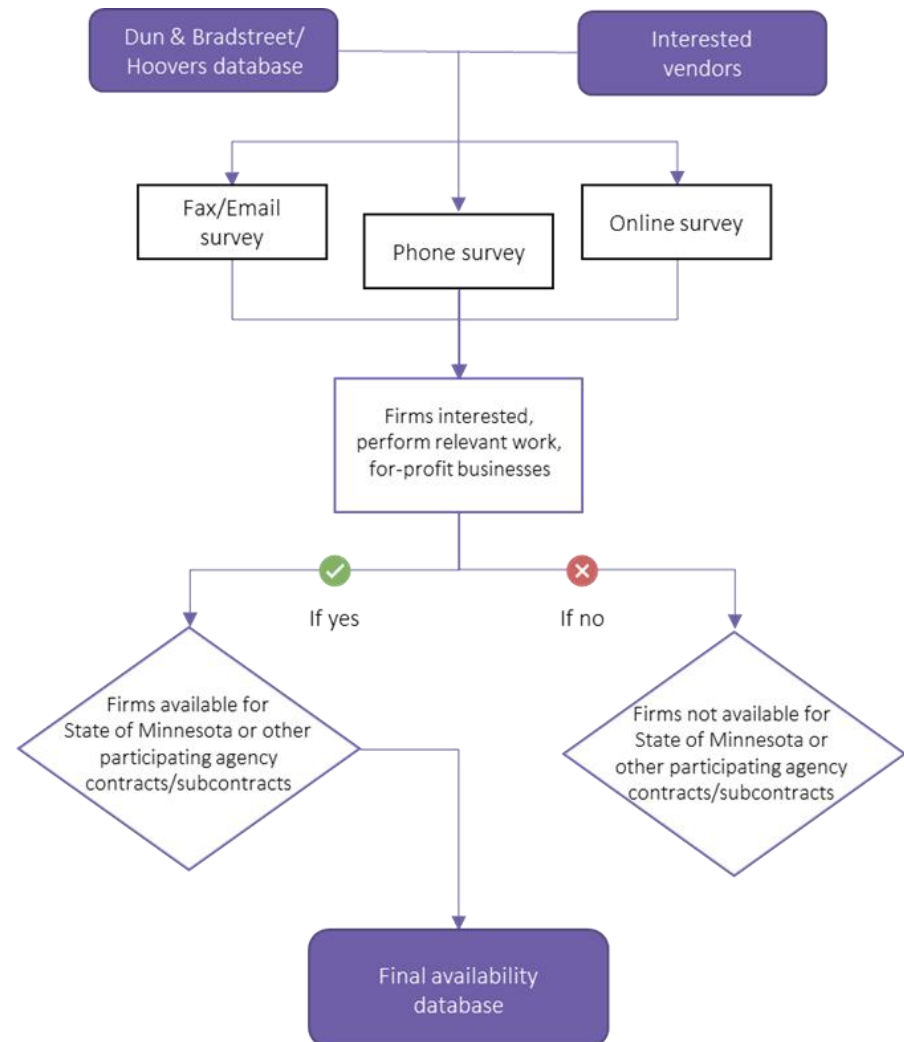 Dun & Bradstreet/
Hoovers database
Interested
vendors
Fax/Email
survey
Phone survey
Online survey
Firms interested,
perform relevant work,
for-profit businesses
If yes
If no
Firms available for
State of Minnesota or other
participating agency
contracts/subcontracts
Firms not available for
State of Minnesota or
other participating agency
contracts/subcontracts
Final availability
database